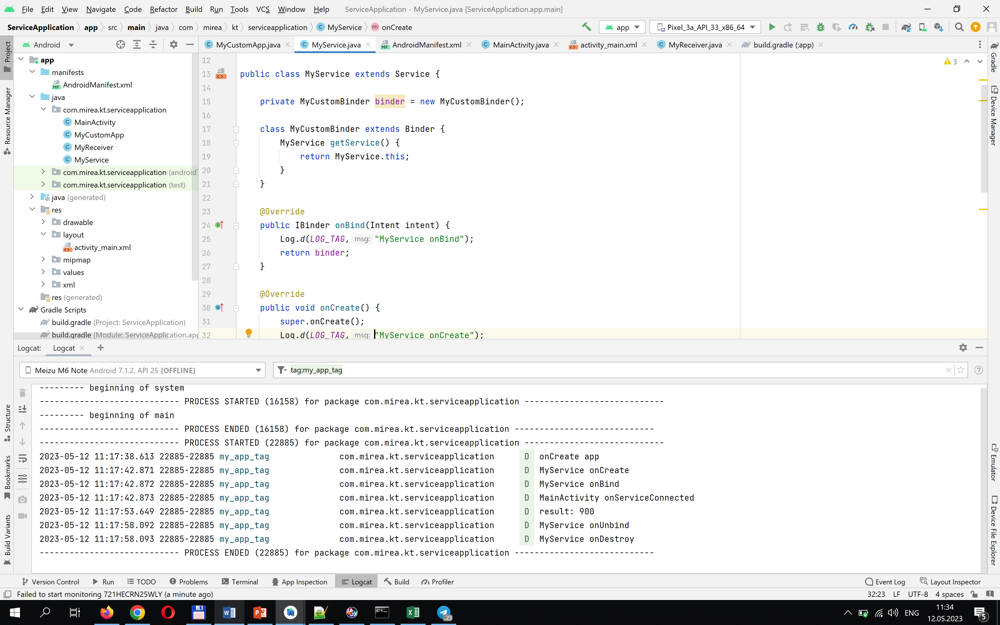 File Edit View Navigate Code Refactor Build Run Tools VCS Window Help ServiceApplication - MyService.java [ServiceApplication.app.main]
ServiceApplication app src main java com mirea kt serviceapplication MyService onCreate app Pixel_3a_API_33_x86_64
Android
MyCustomApp.java MyService.java AndroidManifest.xml MainActivity.java activity_main.xml MyReceiver.java build.gradle (:app)
Project
Resource Manager
Structure
Bookmarks
Build Variants
app
manifests
AndroidManifest.xml
java
com.mirea.kt.serviceapplication
MainActivity
MyCustomApp
MyReceiver
MyService
com.mirea.kt.serviceapplication (android
com.mirea.kt.serviceapplication (test)
java (generated)
res
drawable
layout
activity_main.xml
mipmap
values
xml
res (generated)
Gradle Scripts
build.gradle (Project: ServiceApplication)
build.gradle (Module: ServiceApplication.app
3
12
13 public class MyService extends Service {
14
15 private MyCustomBinder binder = new MyCustomBinder();
16
17 class MyCustomBinder extends Binder {
18 MyService getService() {
19 return MyService.this;
20 }
21 }
22
23 @Override
24 public IBinder onBind(Intent intent) {
25 Log.d(LOG_TAG, msg: "MyService onBind");
26 return binder;
27 }
28
29 @Override
30 public void onCreate() {
31 super.onCreate();
32 Log.d(LOG_TAG, msg: "MyService onCreate");
Gradle
Device Manager
Emulator
Device File Explorer
Logcat: Logcat
Meizu M6 Note Android 7.1.2, API 25 [OFFLINE] tag:my_app_tag
--------- beginning of system
---------------------------- PROCESS STARTED (16158) for package com.mirea.kt.serviceapplication ----------------------------
--------- beginning of main
---------------------------- PROCESS ENDED (16158) for package com.mirea.kt.serviceapplication ----------------------------
---------------------------- PROCESS STARTED (22885) for package com.mirea.kt.serviceapplication ----------------------------
2023-05-12 11:17:38.613 22885-22885 my_app_tag com.mirea.kt.serviceapplication D onCreate app
2023-05-12 11:17:42.871 22885-22885 my_app_tag com.mirea.kt.serviceapplication D MyService onCreate
2023-05-12 11:17:42.872 22885-22885 my_app_tag com.mirea.kt.serviceapplication D MyService onBind
2023-05-12 11:17:42.873 22885-22885 my_app_tag com.mirea.kt.serviceapplication D MainActivity onServiceConnected
2023-05-12 11:17:53.649 22885-22885 my_app_tag com.mirea.kt.serviceapplication D result: 900
2023-05-12 11:17:58.092 22885-22885 my_app_tag com.mirea.kt.serviceapplication D MyService onUnbind
2023-05-12 11:17:58.093 22885-22885 my_app_tag com.mirea.kt.serviceapplication D MyService onDestroy
---------------------------- PROCESS ENDED (22885) for package com.mirea.kt.serviceapplication ----------------------------
Version Control Run TODO Problems Terminal App Inspection Logcat Build Profiler Event Log Layout Inspector
Failed to start monitoring 721HECRN25WLY (a minute ago) 32:23 LF UTF-8 4 spaces
ENG 11:34
12.05.2023
5
..23